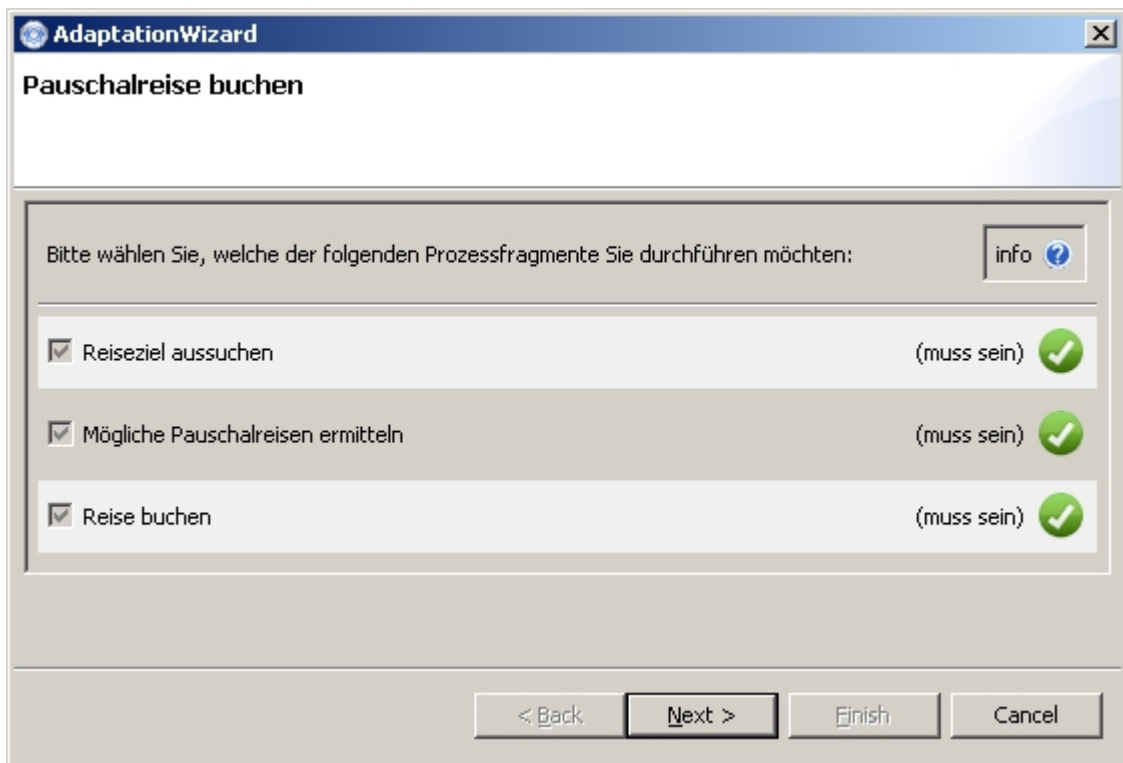 AdaptationWizard
Pauschalreise buchen
Bitte wählen Sie, welche der folgenden Prozessfragmente Sie durchführen möchten:
info
Reiseziel aussuchen
(muss sein)
Mögliche Pauschalreisen ermitteln
(muss sein)
Reise buchen
(muss sein)
< Back
Next >
Finish
Cancel